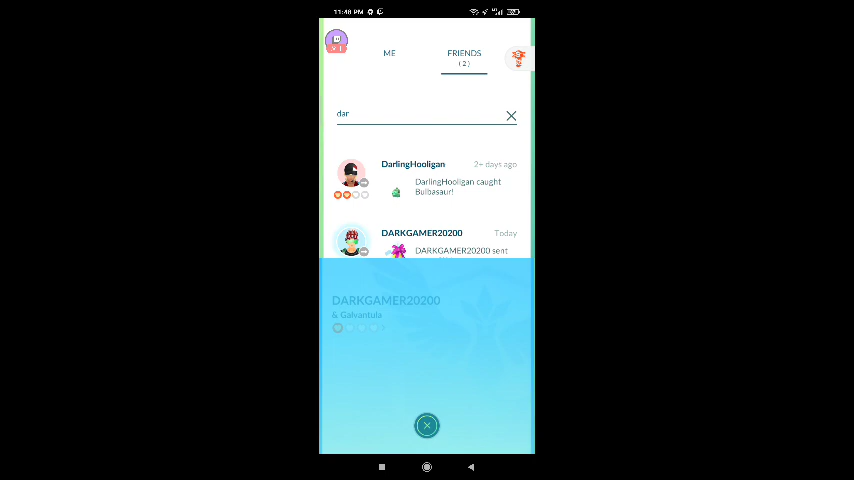 11:48 PM
ME
FRIENDS
( 2 )
dar
DarlingHooligan
2+ days ago
DarlingHooligan caught
Bulbasaur!
DARKGAMER20200
Today
DARKGAMER20200 sent
DARKGAMER20200
& Galvantula